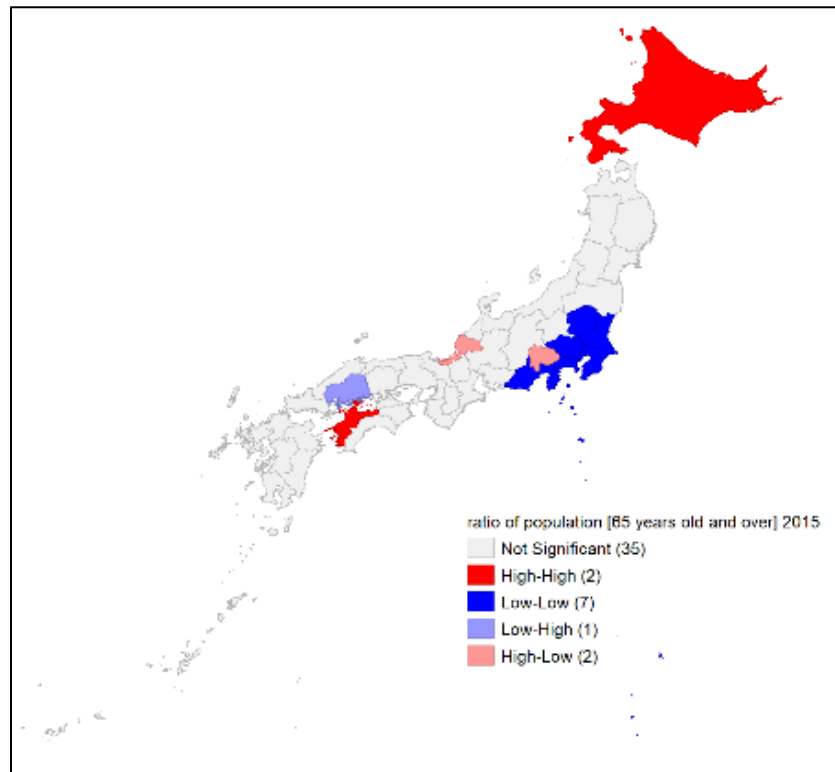 ratio of population [65 years old and over] 2015
Not Significant (35)
High-High (2)
Low-Low (7)
Low-High (1)
High-Low (2)